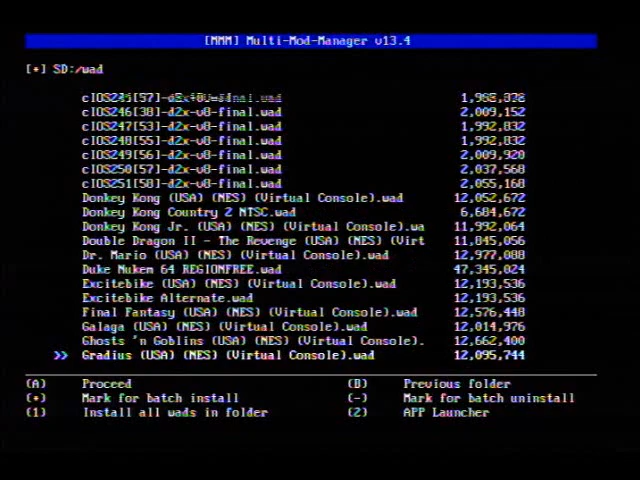 [MMM] Multi-Mod-Manager v13.4
[*] SD:/wad
1,985,328
cIOS246[38]-d2x-v8-final.wad 2,009,152
cIOS247[53]-d2x-v8-final.wad 1,992,832
cIOS248[55]-d2x-v8-final.wad 1,992,832
cIOS249[56]-d2x-v8-final.wad 2,009,920
cIOS250[57]-d2x-v8-final.wad 2,037,568
cIOS251[58]-d2x-v8-final.wad 2,055,168
Donkey Kong (USA) (NES) (Virtual Console).wad 12,052,672
Donkey Kong Country 2 NTSC.wad 6,684,672
Donkey Kong Jr. (USA) (NES) (Virtual Console).wa 11,992,064
Double Dragon II - The Revenge (USA) (NES) (Virt 11,845,056
Dr. Mario (USA) (NES) (Virtual Console).wad 12,977,088
Duke Nukem 64 REGIONFREE.wad 47,345,024
Excitebike (USA) (NES) (Virtual Console).wad 12,193,536
Excitebike Alternate.wad 12,193,536
Final Fantasy (USA) (NES) (Virtual Console).wad 12,576,448
Galaga (USA) (NES) (Virtual Console).wad 12,014,976
Ghosts 'n Goblins (USA) (NES) (Virtual Console). 12,662,400
>> Gradius (USA) (NES) (Virtual Console).wad 12,095,744
(A) Proceed (B) Previous folder
(+) Mark for batch install (-) Mark for batch uninstall
(1) Install all wads in folder (2) APP Launcher